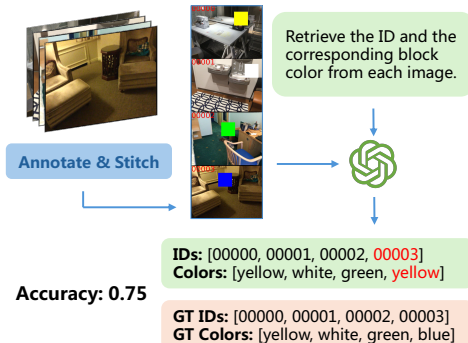 Retrieve the ID and the
corresponding block
color from each image.
Annotate & Stitch
IDs: [00000, 00001, 00002, 00003]
Colors: [yellow, white, green, yellow]
Accuracy: 0.75
GT IDs: [00000, 00001, 00002, 00003]
GT Colors: [yellow, white, green, blue]